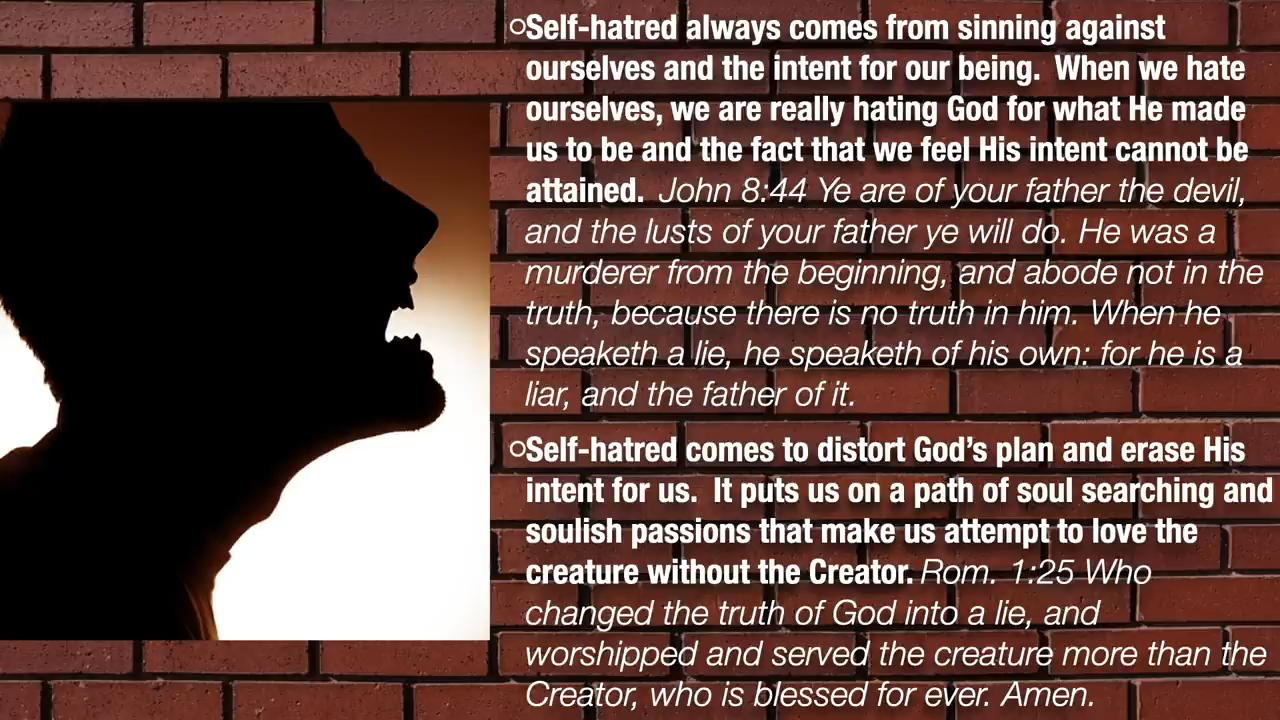 ○Self-hatred always comes from sinning against
ourselves and the intent for our being.  When we hate
ourselves, we are really hating God for what He made
us to be and the fact that we feel His intent cannot be
attained.  John 8:44 Ye are of your father the devil,
and the lusts of your father ye will do. He was a
murderer from the beginning, and abode not in the
truth, because there is no truth in him. When he
speaketh a lie, he speaketh of his own: for he is a
liar, and the father of it.
○Self-hatred comes to distort God’s plan and erase His
intent for us.  It puts us on a path of soul searching and
soulish passions that make us attempt to love the
creature without the Creator. Rom. 1:25 Who
changed the truth of God into a lie, and
worshipped and served the creature more than the
Creator, who is blessed for ever. Amen.